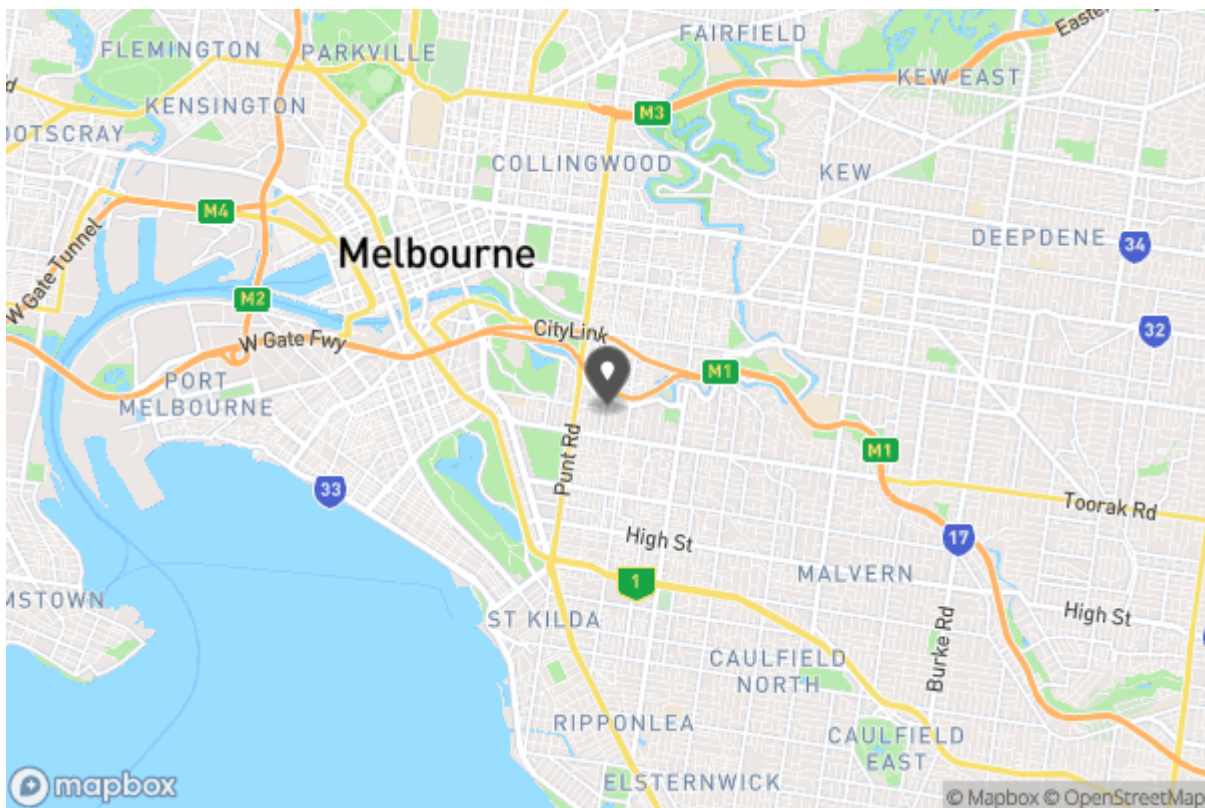 FAIRFIELD
Easter
FLEMINGTON
PARKVILLE
KEW EAST
KENSINGTON
M3
OOTSCRAY
COLLINGWOOD
KEW
M4
DEEPDENE
34
Melbourne
W Gate Tunnel
M2
CityLink
32
W Gate Fwy
M1
PORT
MELBOURNE
Punt Rd
M1
33
Toorak Rd
High St
17
MALVERN
1
MSTOWN
High St
ST KILDA
Burke Rd
CAULFIELD
NORTH
RIPPONLEA
CAULFIELD
EAST
ELSTERNWICK
mapbox
© Mapbox © OpenStreetMap